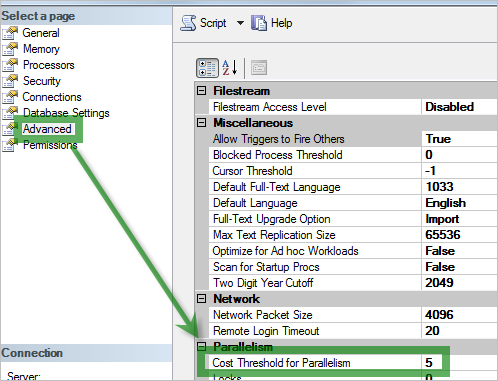 Select a page
General
Memory
Processors
Security
Connections
Database Settings
Advanced
Permissions
Connection
Server:
Script Help
Filestream
Filestream Access Level Disabled
Miscellaneous
Allow Triggers to Fire Others True
Blocked Process Threshold 0
Cursor Threshold -1
Default Full-Text Language 1033
Default Language English
Full-Text Upgrade Option Import
Max Text Replication Size 65536
Optimize for Ad hoc Workloads False
Scan for Startup Procs False
Two Digit Year Cutoff 2049
Network
Network Packet Size 4096
Remote Login Timeout 20
Parallelism
Cost Threshold for Parallelism 5
Locks 0